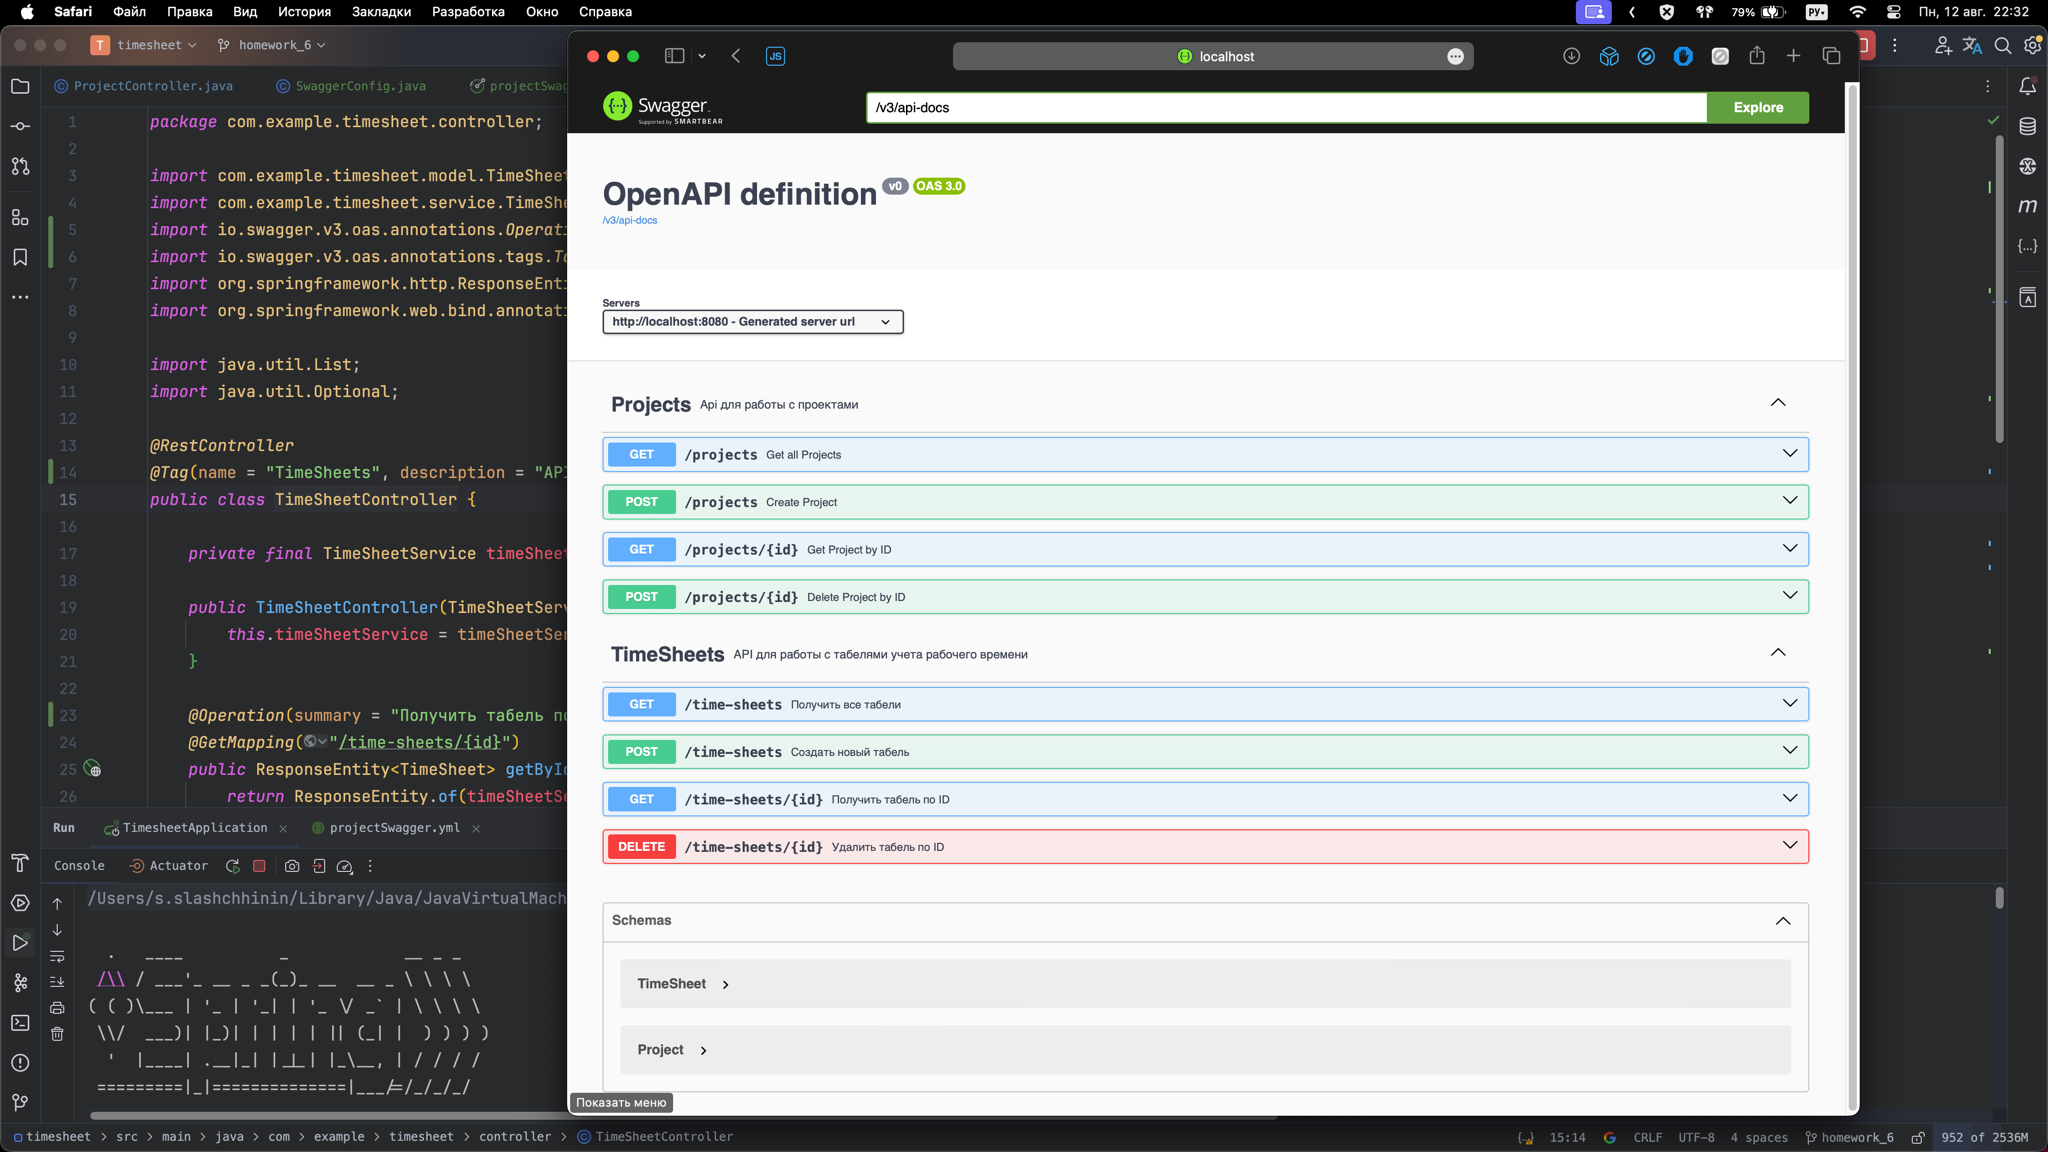 Safari Файл Правка Вид История Закладки Разработка Окно Справка
79% РУ Пн, 12 авг. 22:32
T timesheet homework_6
ProjectController.java SwaggerConfig.java projectSwag
1 package com.example.timesheet.controller;
2
3 import com.example.timesheet.model.TimeSheet
4 import com.example.timesheet.service.TimeShe
5 import io.swagger.v3.oas.annotations.Operati
6 import io.swagger.v3.oas.annotations.tags.Ta
7 import org.springframework.http.ResponseEnti
8 import org.springframework.web.bind.annotati
9
10 import java.util.List;
11 import java.util.Optional;
12
13 @RestController
14 @Tag(name = "TimeSheets", description = "API
15 public class TimeSheetController {
16
17 private final TimeSheetService timeSheet
18
19 public TimeSheetController(TimeSheetServ
20 this.timeSheetService = timeSheetSer
21 }
22
23 @Operation(summary = "Получить табель по
24 @GetMapping("/time-sheets/{id}")
25 public ResponseEntity<TimeSheet> getById
26 return ResponseEntity.of(timeSheetSe
Run TimesheetApplication projectSwagger.yml
Console Actuator
/Users/s.slashchhinin/Library/Java/JavaVirtualMach
JS localhost
Swagger
Supported by SMARTBEAR
/v3/api-docs Explore
OpenAPI definition v0 OAS 3.0
/v3/api-docs
Servers
http://localhost:8080 - Generated server url
Projects Api для работы с проектами
GET /projects Get all Projects
POST /projects Create Project
GET /projects/{id} Get Project by ID
POST /projects/{id} Delete Project by ID
TimeSheets API для работы с табелями учета рабочего времени
GET /time-sheets Получить все табели
POST /time-sheets Создать новый табель
GET /time-sheets/{id} Получить табель по ID
DELETE /time-sheets/{id} Удалить табель по ID
Schemas
TimeSheet
Project
Показать меню
timesheet > src > main > java > com > example > timesheet > controller > TimeSheetController
15:14 CRLF UTF-8 4 spaces homework_6 952 of 2536M